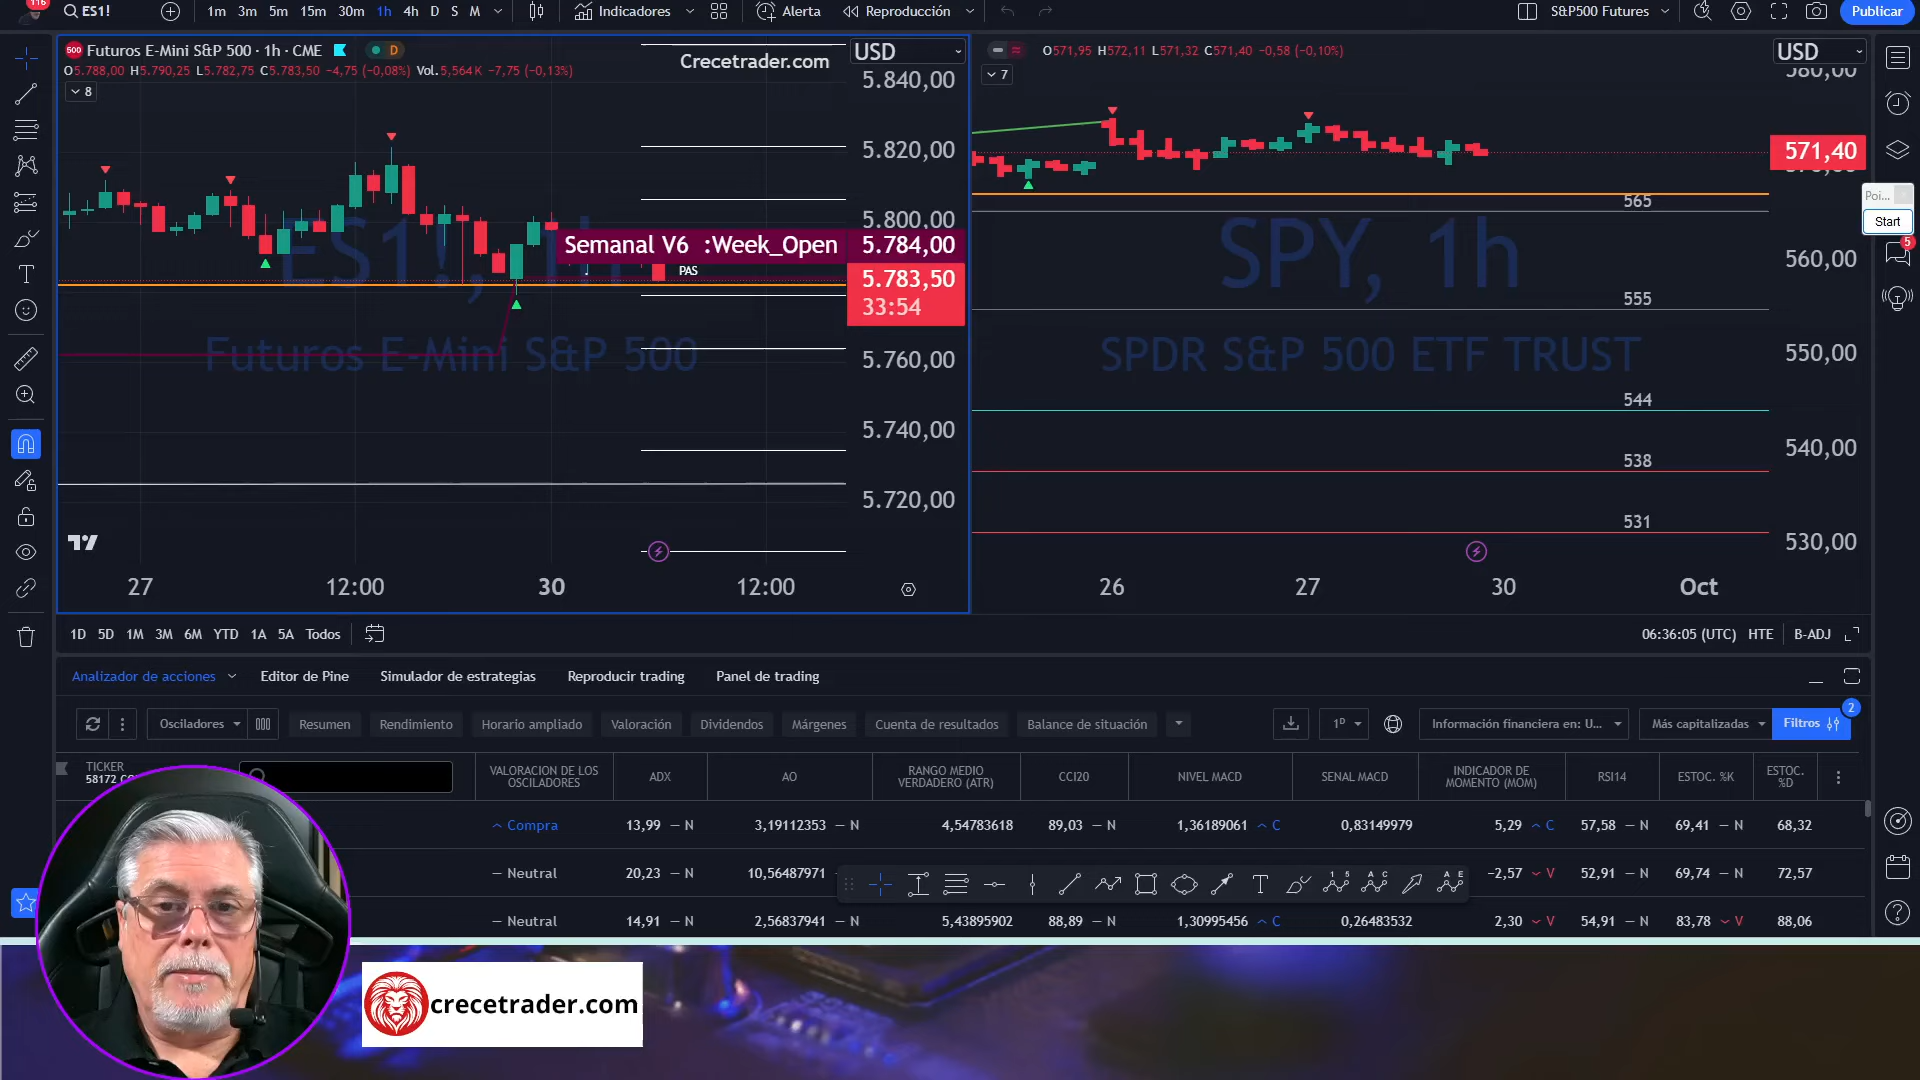 116
ES1!
1m 3m 5m 15m 30m 1h 4h D S M
Indicadores
Alerta
Reproducción
S&P500 Futures
Publicar
500 Futuros E-Mini S&P 500 · 1h · CME D
O5.788,00 H5.790,25 L5.782,75 C5.783,50 −4,75 (−0,08%) Vol.5,564K −7,75 (−0,13%)
8
Crecetrader.com
USD
5.840,00
5.820,00
5.800,00
Semanal V6 :Week_Open 5.784,00
PAS
5.783,50
33:54
5.760,00
5.740,00
5.720,00
ES1!, 1h
Futuros E-Mini S&P 500
27 12:00 30 12:00
O571,95 H572,11 L571,32 C571,40 −0,58 (−0,10%)
7
USD
580,00
571,40
565
560,00
555
550,00
544
540,00
538
531
530,00
SPY, 1h
SPDR S&P 500 ETF TRUST
26 27 30 Oct
Poi...
Start
5
1D 5D 1M 3M 6M YTD 1A 5A Todos
06:36:05 (UTC) HTE B-ADJ
Analizador de acciones Editor de Pine Simulador de estrategias Reproducir trading Panel de trading
Osciladores Resumen Rendimiento Horario ampliado Valoración Dividendos Márgenes Cuenta de resultados Balance de situación
1D
Información financiera en: U...
Más capitalizadas
Filtros
2
TICKER
VALORACION DE LOS OSCILADORES
ADX
AO
RANGO MEDIO VERDADERO (ATR)
CCI20
NIVEL MACD
SENAL MACD
INDICADOR DE MOMENTO (MOM)
RSI14
ESTOC. %K
ESTOC. %D
Compra 13,99 — N 3,19112353 — N 4,54783618 89,03 — N 1,36189061 C 0,83149979 5,29 C 57,58 — N 69,41 — N 68,32
— Neutral 20,23 — N 10,56487971 −2,57 V 52,91 — N 69,74 — N 72,57
— Neutral 14,91 — N 2,56837941 — N 5,43895902 88,89 — N 1,30995456 C 0,26483532 2,30 V 54,91 — N 83,78 V 88,06
crecetrader.com